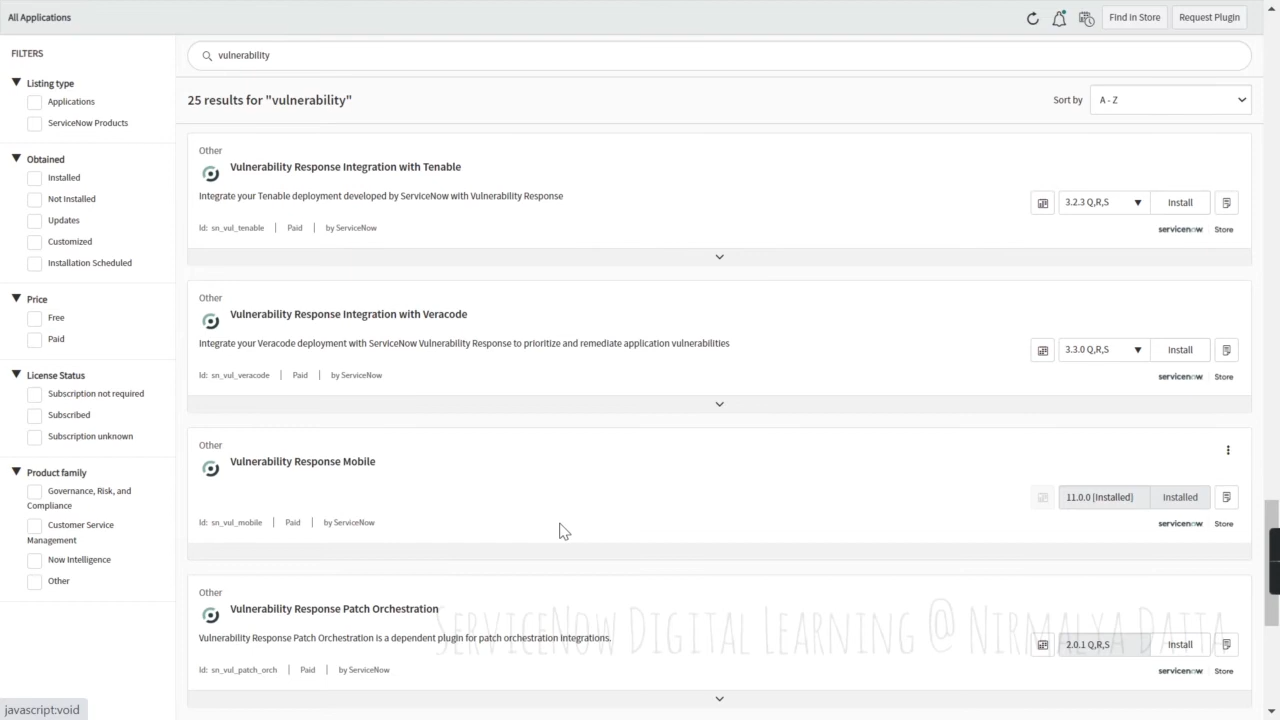 All Applications
Find in Store
Request Plugin
FILTERS
Listing type
Applications
ServiceNow Products
Obtained
Installed
Not Installed
Updates
Customized
Installation Scheduled
Price
Free
Paid
License Status
Subscription not required
Subscribed
Subscription unknown
Product family
Governance, Risk, and
Compliance
Customer Service
Management
Now Intelligence
Other
vulnerability
25 results for "vulnerability"
Sort by
A - Z
Other
Vulnerability Response Integration with Tenable
Integrate your Tenable deployment developed by ServiceNow with Vulnerability Response
Id: sn_vul_tenable | Paid | by ServiceNow
3.2.3 Q,R,S
Install
servicenow Store
Other
Vulnerability Response Integration with Veracode
Integrate your Veracode deployment with ServiceNow Vulnerability Response to prioritize and remediate application vulnerabilities
Id: sn_vul_veracode | Paid | by ServiceNow
3.3.0 Q,R,S
Install
servicenow Store
Other
Vulnerability Response Mobile
Id: sn_vul_mobile | Paid | by ServiceNow
11.0.0 [Installed]
Installed
servicenow Store
Other
Vulnerability Response Patch Orchestration
Vulnerability Response Patch Orchestration is a dependent plugin for patch orchestration integrations.
Id: sn_vul_patch_orch | Paid | by ServiceNow
2.0.1 Q,R,S
Install
servicenow Store
ServiceNow Digital Learning @ Nirmalya Datta
javascript:void